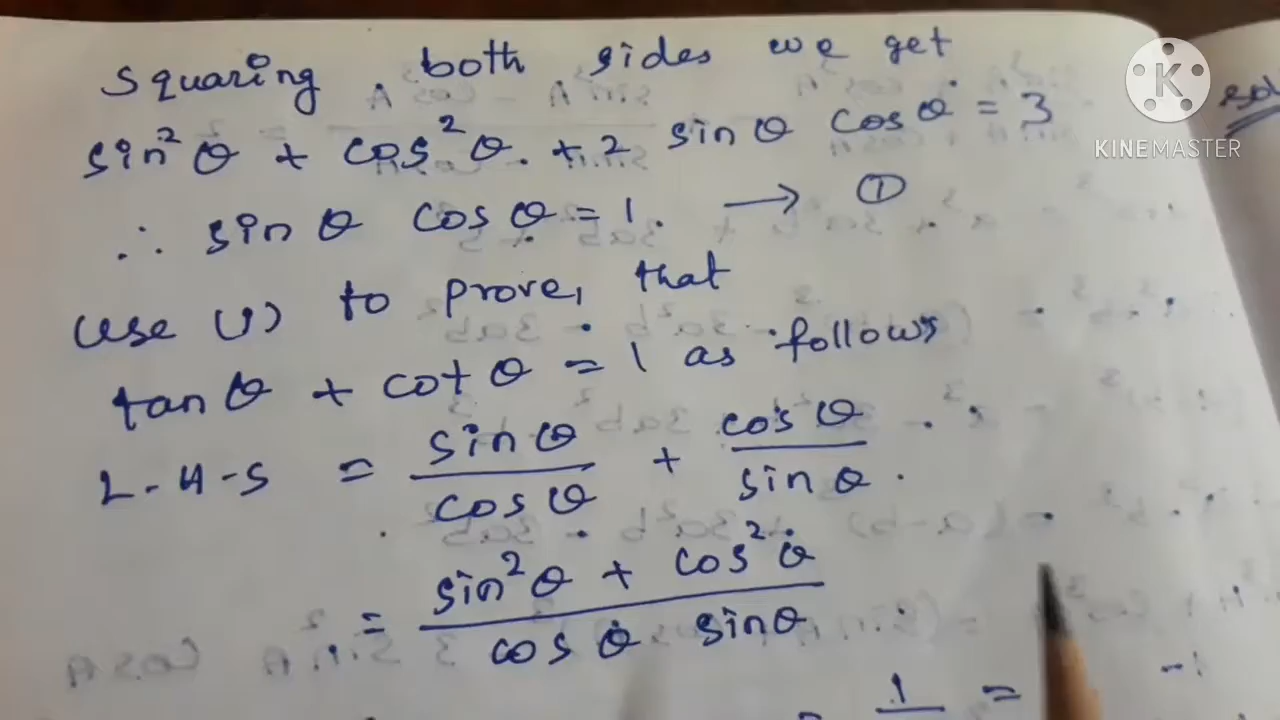 squaring both sides we get
sin²θ + cos²θ + 2 sinθ cosθ = 3
∴ sinθ cosθ = 1. → ①
use (1) to prove, that
tanθ + cotθ = 1 as follows
L-H-S = sinθ/cosθ + cosθ/sinθ.
= sin²θ + cos²θ / cosθ sinθ
1 =
K
KINEMASTER